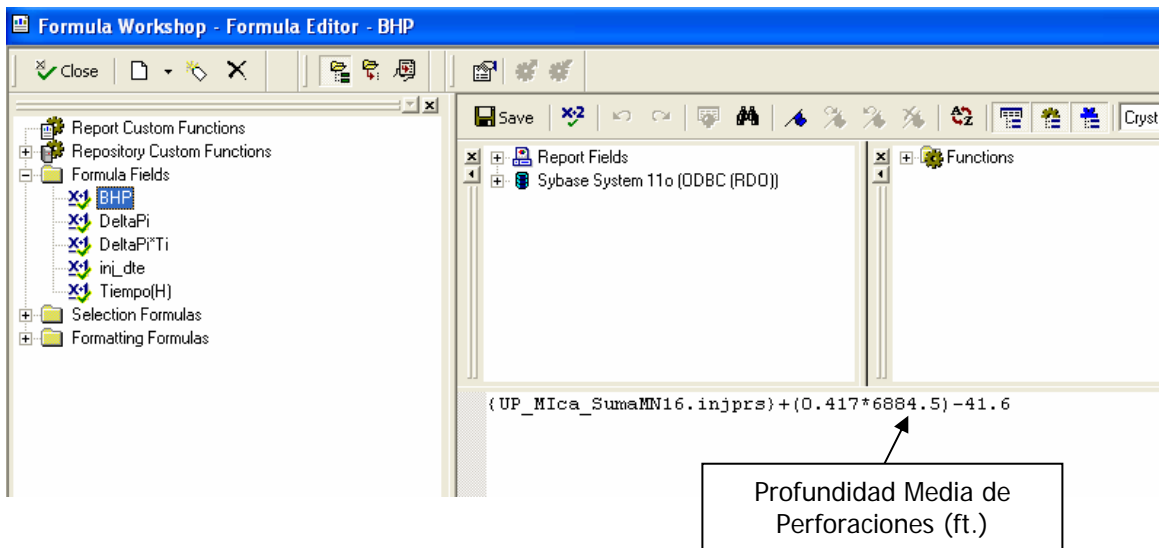 Formula Workshop - Formula Editor - BHP
Close
Save
Cryst
Report Custom Functions
Repository Custom Functions
Formula Fields
BHP
DeltaPi
DeltaPi*Ti
inj_dte
Tiempo(H)
Selection Formulas
Formatting Formulas
Report Fields
Sybase System 11o (ODBC (RDO))
Functions
{UP_MIca_SumaMN16.injprs}+(0.417*6884.5)-41.6
Profundidad Media de
Perforaciones (ft.)